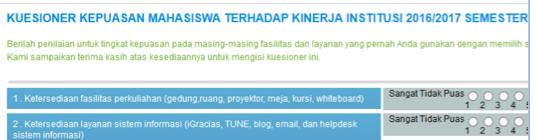 KUESIONER KEPUASAN MAHASISWA TERHADAP KINERJA INSTITUSI 2016/2017 SEMESTER
Berilah penilaian untuk tingkat kepuasan pada masing-masing fasilitas dan layanan yang pernah Anda gunakan dengan memilih s
Kami sampaikan terima kasih atas kesediaannya untuk mengisi kuesioner ini.
1 . Ketersediaan fasilitas perkuliahan (gedung,ruang, proyektor, meja, kursi, whiteboard)
Sangat Tidak Puas
1 2 3 4 5
2 . Ketersediaan layanan sistem informasi (iGracias, TUNE, blog, email, dan helpdesk
sistem informasi)
Sangat Tidak Puas
1 2 3 4 5